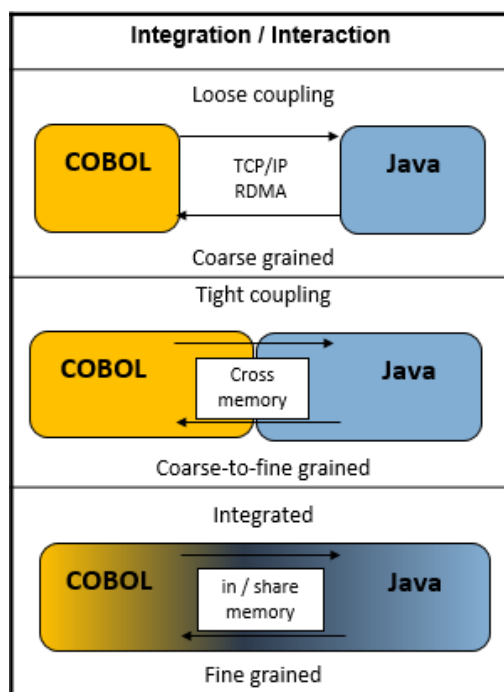 Integration / Interaction
Loose coupling
COBOL
TCP/IP
RDMA
Java
Coarse grained
Tight coupling
COBOL
Cross
memory
Java
Coarse-to-fine grained
Integrated
COBOL
in / share
memory
Java
Fine grained